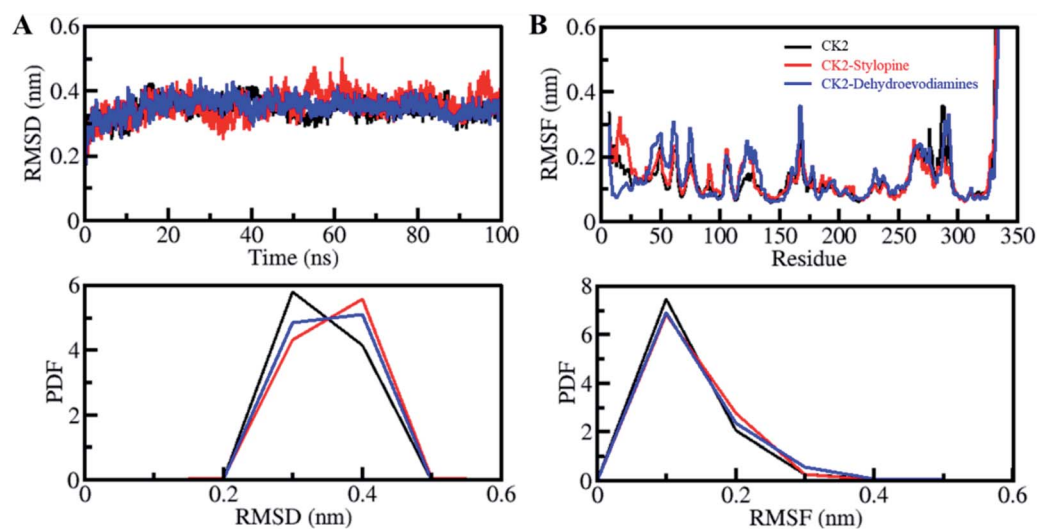 A
0.6
0.4
0.2
0
RMSD (nm)
0 20 40 60 80 100
Time (ns)
B
0.6
0.4
0.2
0
RMSF (nm)
CK2
CK2-Stylopine
CK2-Dehydroevodiamines
0 50 100 150 200 250 300 350
Residue
6
4
2
0
PDF
0 0.2 0.4 0.6
RMSD (nm)
8
6
4
2
0
PDF
0 0.2 0.4 0.6
RMSF (nm)